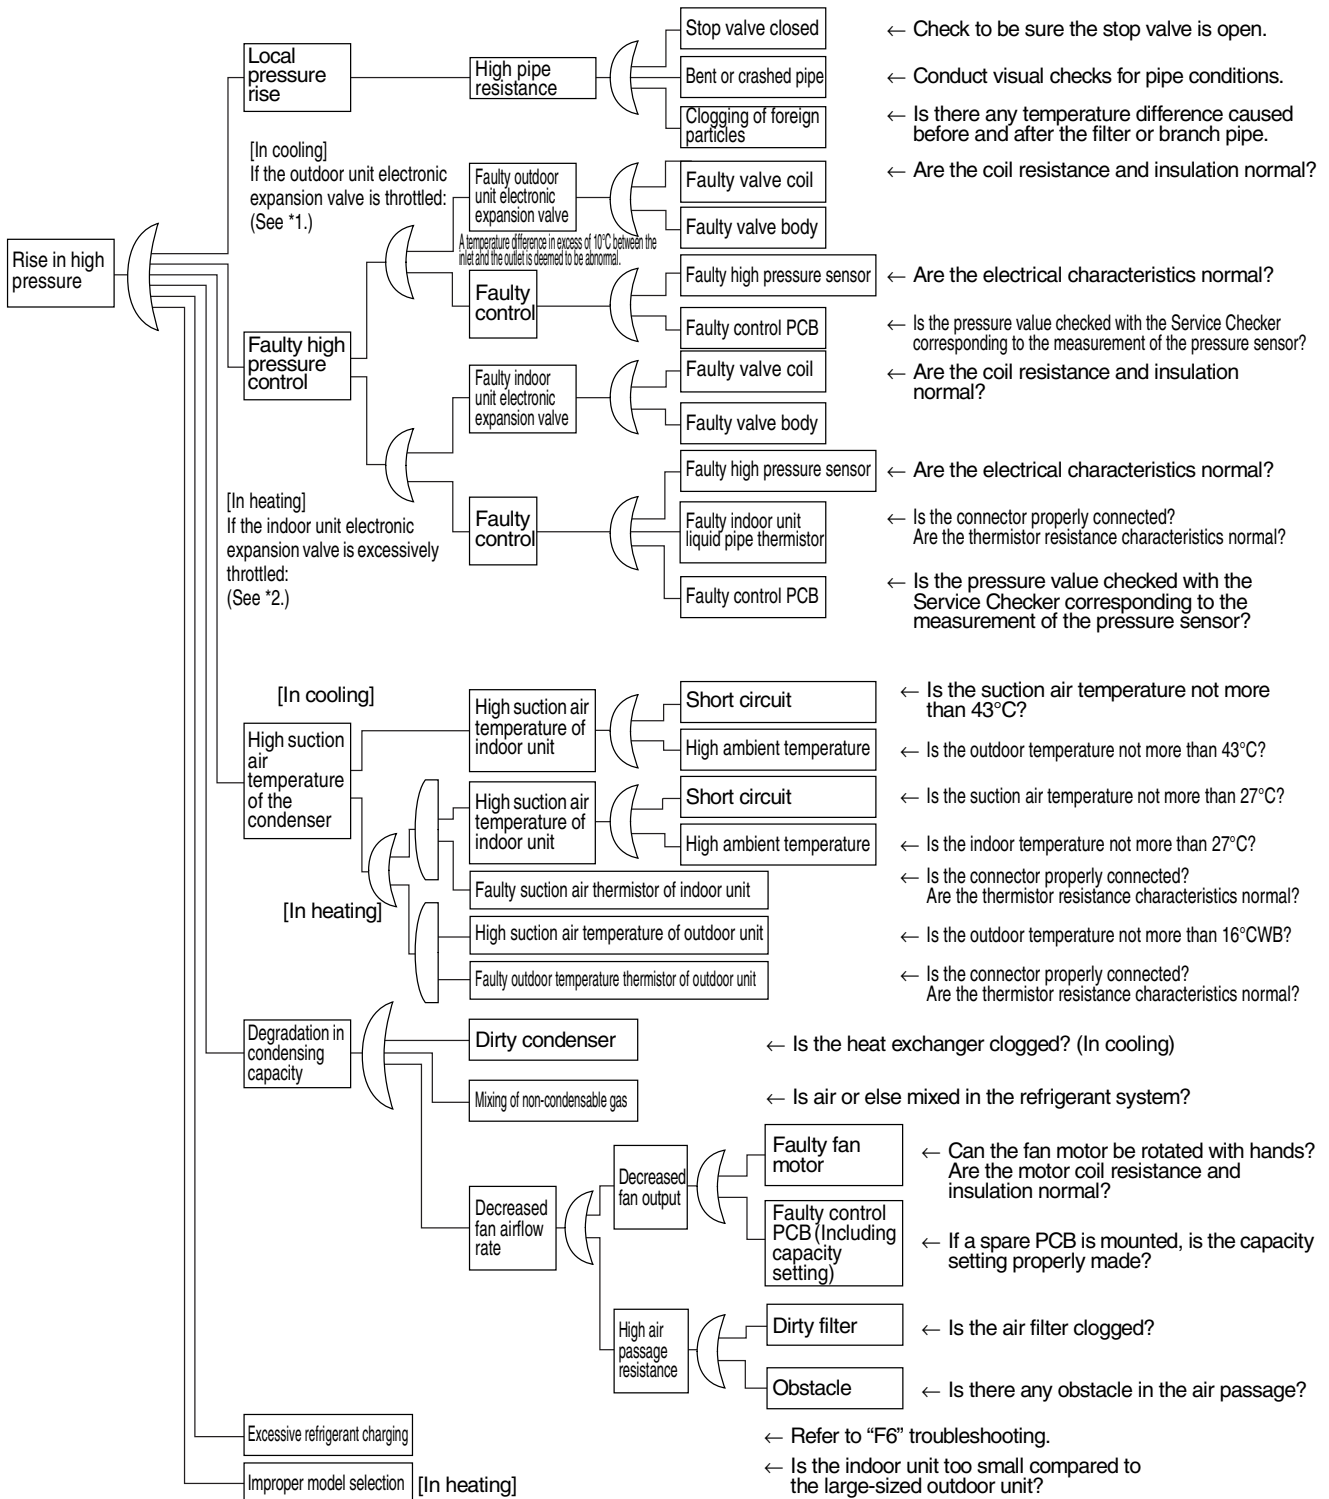 Rise in high
pressure
Local
pressure
rise
High pipe
resistance
Stop valve closed
← Check to be sure the stop valve is open.
Bent or crashed pipe
← Conduct visual checks for pipe conditions.
Clogging of foreign
particles
← Is there any temperature difference caused
before and after the filter or branch pipe.
[In cooling]
If the outdoor unit electronic
expansion valve is throttled:
(See *1.)
Faulty high
pressure
control
Faulty outdoor
unit electronic
expansion valve
A temperature difference in excess of 10°C between the
inlet and the outlet is deemed to be abnormal.
Faulty valve coil
← Are the coil resistance and insulation normal?
Faulty valve body
Faulty
control
Faulty high pressure sensor
← Are the electrical characteristics normal?
Faulty control PCB
← Is the pressure value checked with the Service Checker
corresponding to the measurement of the pressure sensor?
Faulty indoor
unit electronic
expansion valve
Faulty valve coil
← Are the coil resistance and insulation
normal?
Faulty valve body
[In heating]
If the indoor unit electronic
expansion valve is excessively
throttled:
(See *2.)
Faulty
control
Faulty high pressure sensor
← Are the electrical characteristics normal?
Faulty indoor unit
liquid pipe thermistor
← Is the connector properly connected?
Are the thermistor resistance characteristics normal?
Faulty control PCB
← Is the pressure value checked with the
Service Checker corresponding to the
measurement of the pressure sensor?
High suction
air
temperature
of the
condenser
[In cooling]
High suction air
temperature of
indoor unit
Short circuit
← Is the suction air temperature not more
than 43°C?
High ambient temperature
← Is the outdoor temperature not more than 43°C?
[In heating]
High suction air
temperature of
indoor unit
Short circuit
← Is the suction air temperature not more than 27°C?
High ambient temperature
← Is the indoor temperature not more than 27°C?
Faulty suction air thermistor of indoor unit
← Is the connector properly connected?
Are the thermistor resistance characteristics normal?
High suction air temperature of outdoor unit
← Is the outdoor temperature not more than 16°CWB?
Faulty outdoor temperature thermistor of outdoor unit
← Is the connector properly connected?
Are the thermistor resistance characteristics normal?
Degradation in
condensing
capacity
Dirty condenser
← Is the heat exchanger clogged? (In cooling)
Mixing of non-condensable gas
← Is air or else mixed in the refrigerant system?
Decreased
fan airflow
rate
Decreased
fan output
Faulty fan
motor
← Can the fan motor be rotated with hands?
Are the motor coil resistance and
insulation normal?
Faulty control
PCB (Including
capacity
setting)
← If a spare PCB is mounted, is the capacity
setting properly made?
High air
passage
resistance
Dirty filter
← Is the air filter clogged?
Obstacle
← Is there any obstacle in the air passage?
Excessive refrigerant charging
← Refer to “F6” troubleshooting.
Improper model selection
[In heating]
← Is the indoor unit too small compared to
the large-sized outdoor unit?